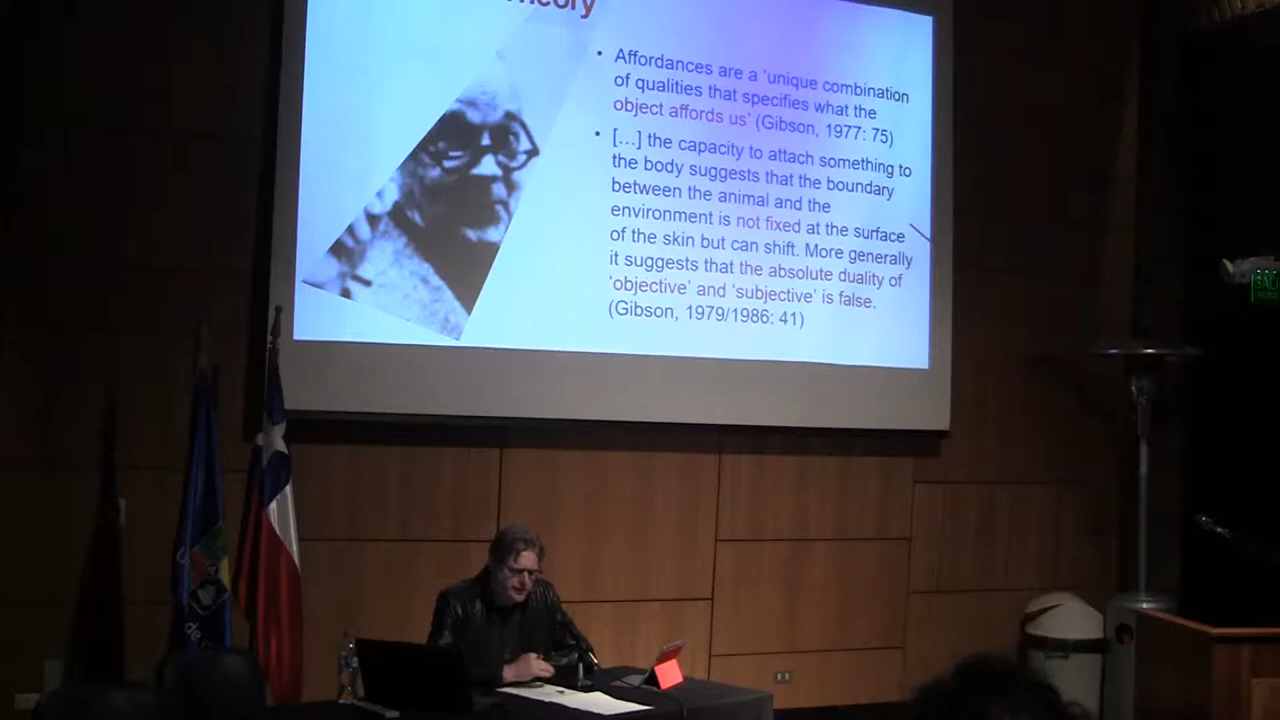 Theory
• Affordances are a 'unique combination
of qualities that specifies what the
object affords us' (Gibson, 1977: 75)
• [...] the capacity to attach something to
the body suggests that the boundary
between the animal and the
environment is not fixed at the surface
of the skin but can shift. More generally
it suggests that the absolute duality of
'objective' and 'subjective' is false.
(Gibson, 1979/1986: 41)
de